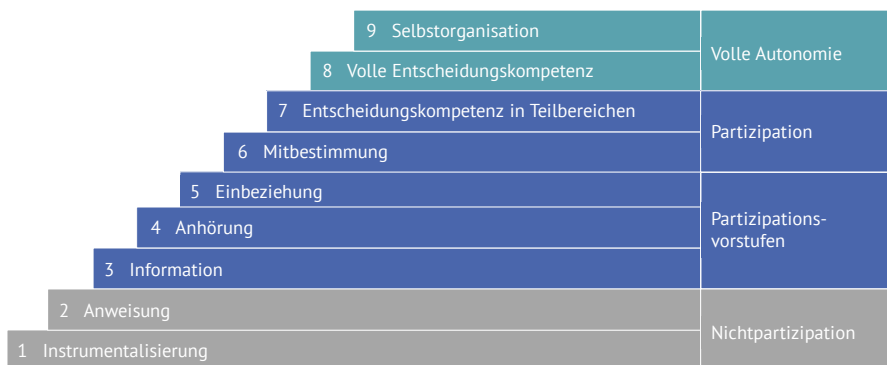 9 Selbstorganisation
Volle Autonomie
8 Volle Entscheidungskompetenz
7 Entscheidungskompetenz in Teilbereichen
Partizipation
6 Mitbestimmung
5 Einbeziehung
Partizipations-
vorstufen
4 Anhörung
3 Information
2 Anweisung
Nichtpartizipation
1 Instrumentalisierung